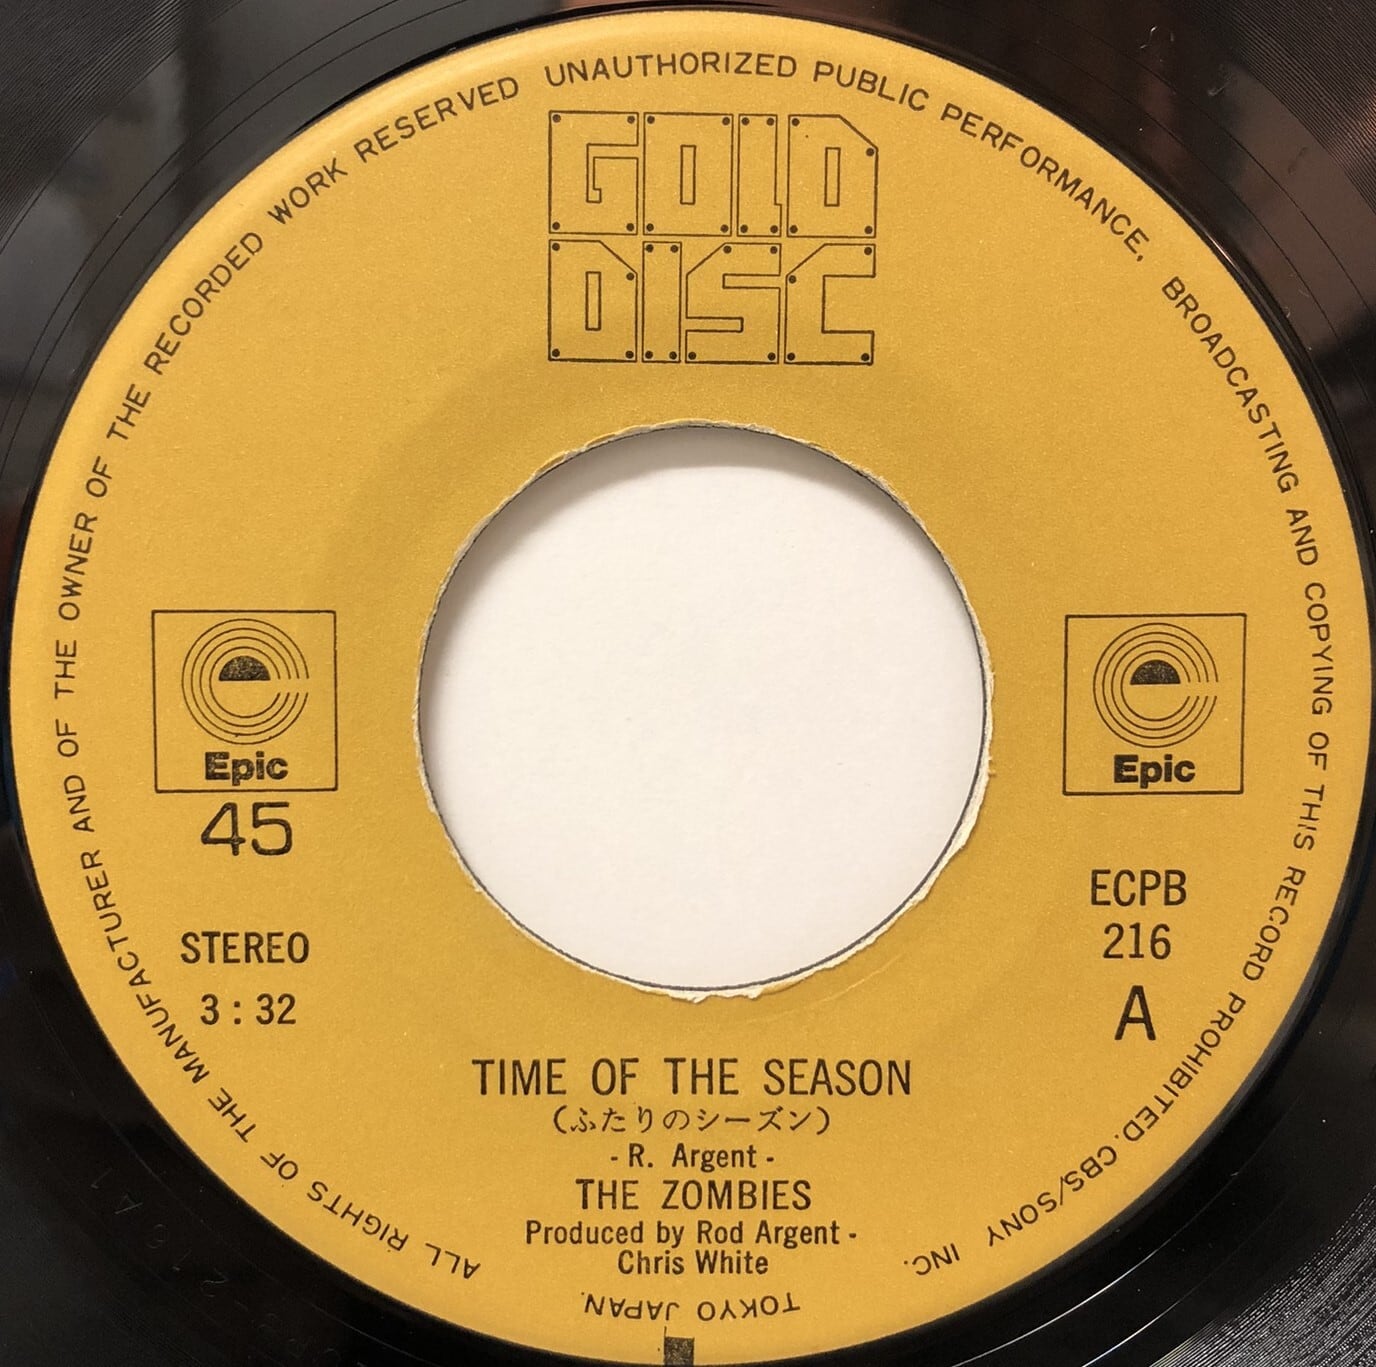 ALL RIGHTS OF THE MANUFACTURER AND OF THE OWNER OF THE RECORDED WORK RESERVED UNAUTHORIZED PUBLIC PERFORMANCE, BROADCASTING AND COPYING OF THIS RECORD PROHIBITED. CBS/SONY INC.
TOKYO JAPAN.
GOLD
DISC
Epic
45
STEREO
3:32
Epic
ECPB
216
A
TIME OF THE SEASON
(ふたりのシーズン)
- R. Argent -
THE ZOMBIES
Produced by Rod Argent -
Chris White